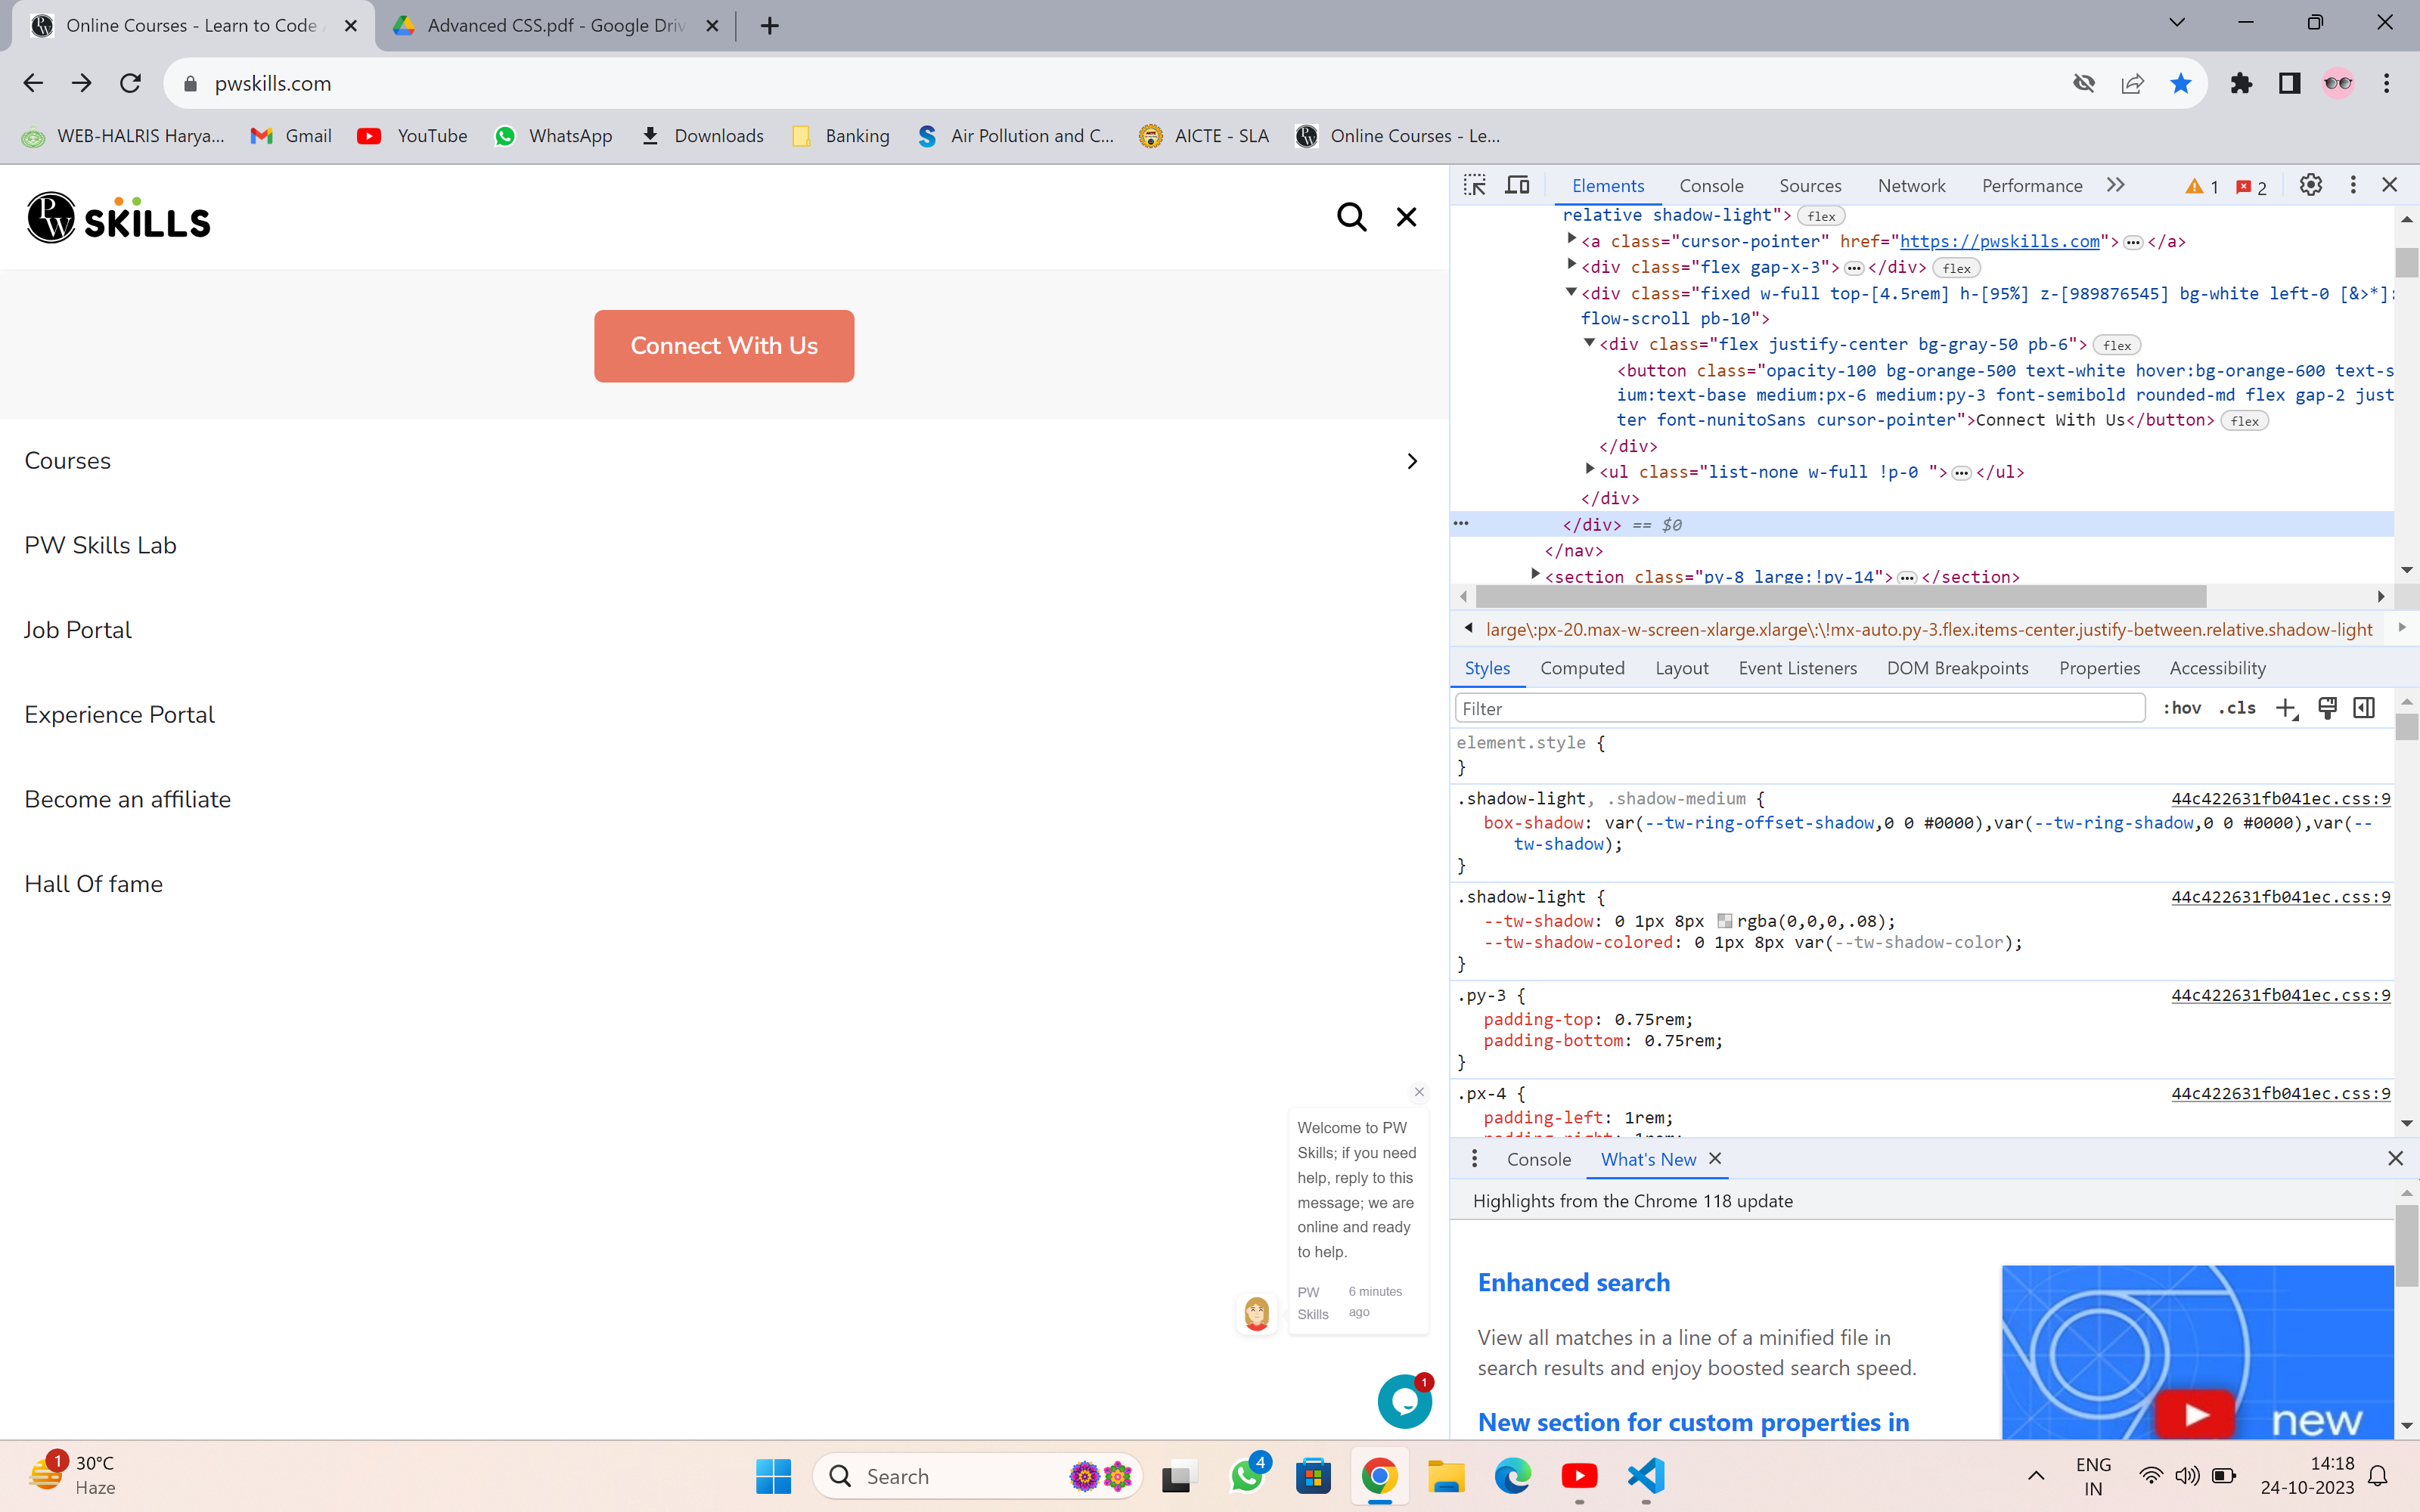 Online Courses - Learn to Code
Advanced CSS.pdf - Google Driv
pwskills.com
WEB-HALRIS Harya...
Gmail
YouTube
WhatsApp
Downloads
Banking
Air Pollution and C...
AICTE - SLA
Online Courses - Le...
PW SKILLS
Connect With Us
Courses
PW Skills Lab
Job Portal
Experience Portal
Become an affiliate
Hall Of fame
Welcome to PW
Skills; if you need
help, reply to this
message; we are
online and ready
to help.
PW
Skills
6 minutes
ago
1
Elements Console Sources Network Performance 1 2
relative shadow-light"> flex
<a class="cursor-pointer" href="https://pwskills.com">…</a>
<div class="flex gap-x-3">…</div> flex
<div class="fixed w-full top-[4.5rem] h-[95%] z-[989876545] bg-white left-0 [&>*]:
flow-scroll pb-10">
<div class="flex justify-center bg-gray-50 pb-6"> flex
<button class="opacity-100 bg-orange-500 text-white hover:bg-orange-600 text-s
ium:text-base medium:px-6 medium:py-3 font-semibold rounded-md flex gap-2 just
ter font-nunitoSans cursor-pointer">Connect With Us</button> flex
</div>
<ul class="list-none w-full !p-0 ">…</ul>
</div>
… </div> == $0
</nav>
<section class="py-8 large:!py-14">…</section>
large\:px-20.max-w-screen-xlarge.xlarge\:\!mx-auto.py-3.flex.items-center.justify-between.relative.shadow-light
Styles Computed Layout Event Listeners DOM Breakpoints Properties Accessibility
Filter :hov .cls
element.style {
}
.shadow-light, .shadow-medium { 44c422631fb041ec.css:9
box-shadow: var(--tw-ring-offset-shadow,0 0 #0000),var(--tw-ring-shadow,0 0 #0000),var(--
tw-shadow);
}
.shadow-light { 44c422631fb041ec.css:9
--tw-shadow: 0 1px 8px rgba(0,0,0,.08);
--tw-shadow-colored: 0 1px 8px var(--tw-shadow-color);
}
.py-3 { 44c422631fb041ec.css:9
padding-top: 0.75rem;
padding-bottom: 0.75rem;
}
.px-4 { 44c422631fb041ec.css:9
padding-left: 1rem;
padding-right: 1rem;
Console What's New
Highlights from the Chrome 118 update
Enhanced search
View all matches in a line of a minified file in
search results and enjoy boosted search speed.
New section for custom properties in
new
1
30°C
Haze
Search
4
ENG
IN
14:18
24-10-2023